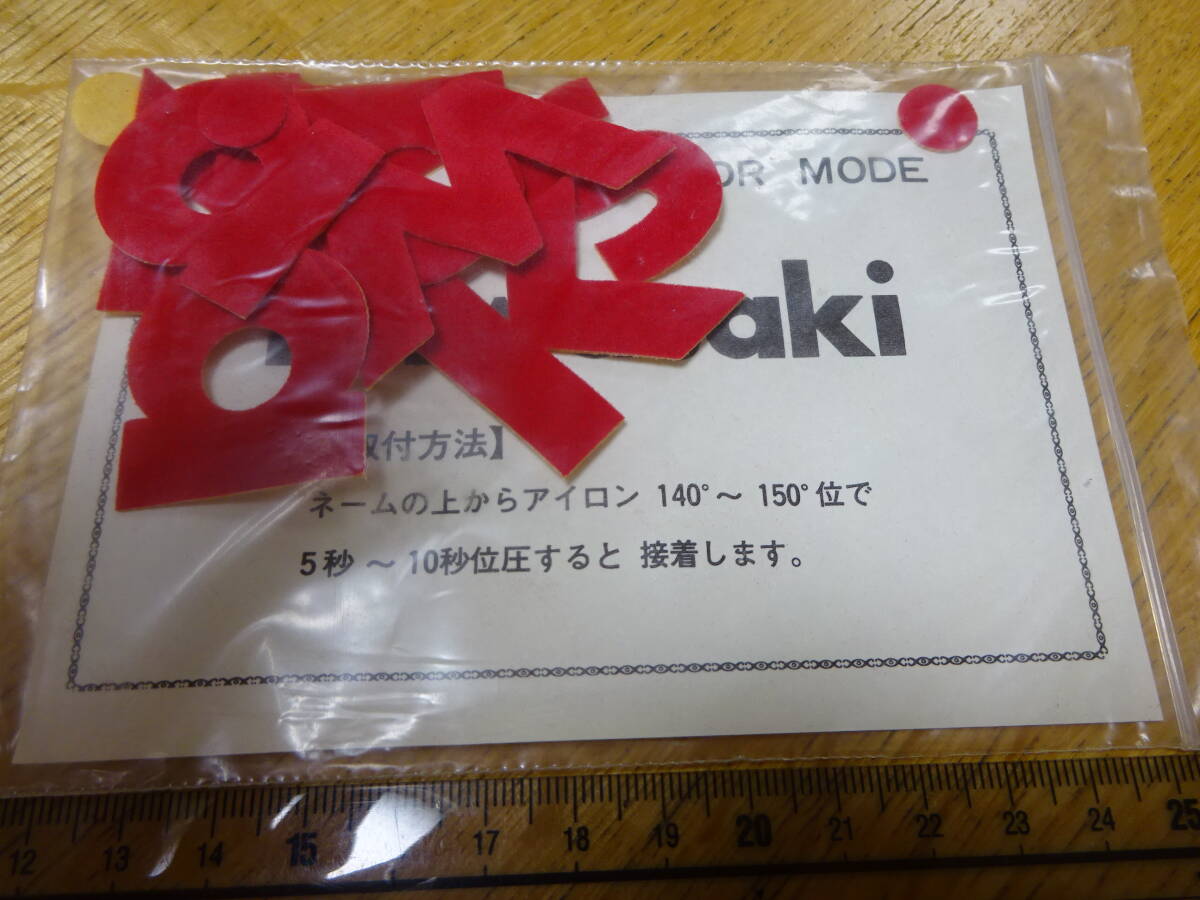 MODE
aki
取付方法】
ネームの上からアイロン 140°～ 150°位で
5秒 ～ 10秒位圧すると 接着します。
12 13 14 15 17 18 19 20 21 22 23 24 25